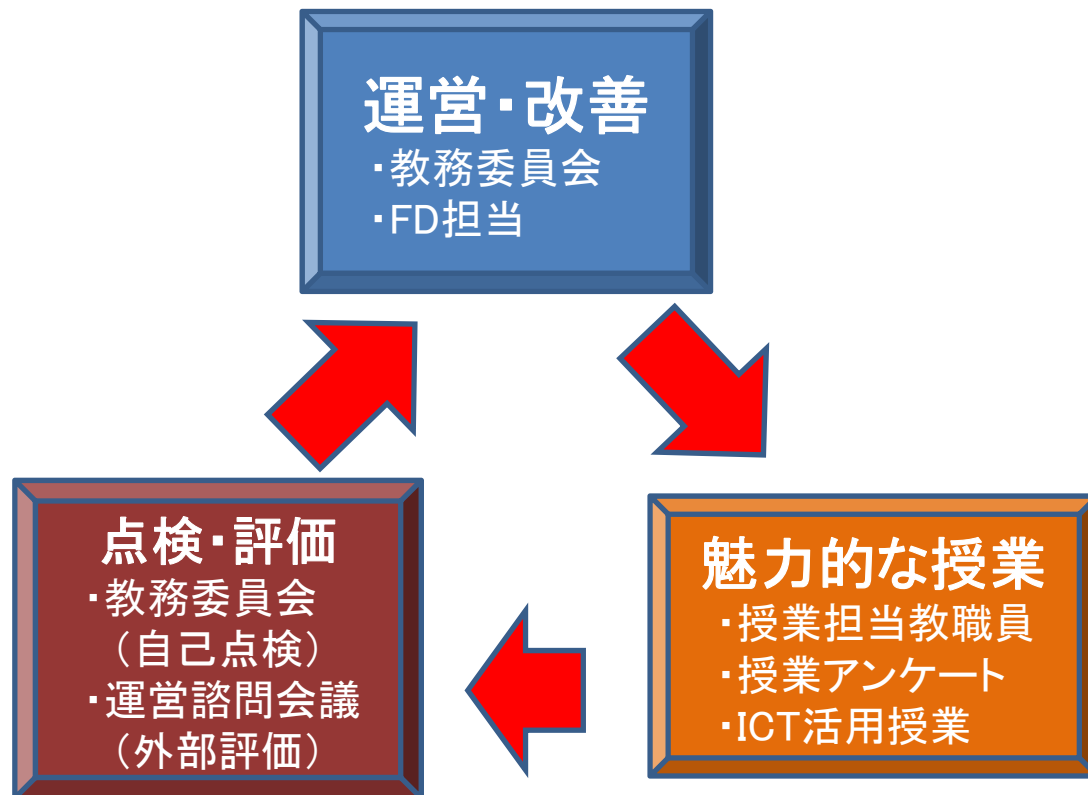 運営・改善
・教務委員会
・FD担当
点検・評価
・教務委員会
（自己点検）
・運営諮問会議
（外部評価）
魅力的な授業
・授業担当教職員
・授業アンケート
・ICT活用授業